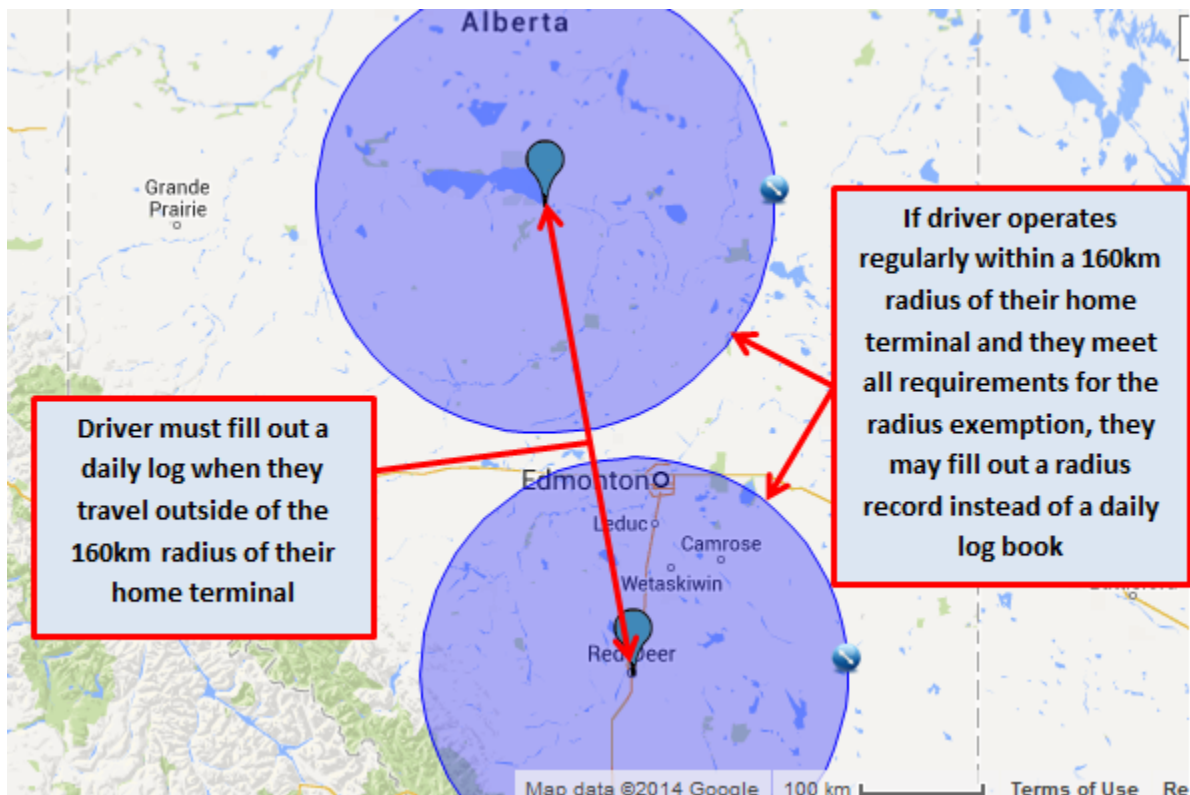 Alberta
Grande
Prairie
If driver operates
regularly within a 160km
radius of their home
terminal and they meet
all requirements for the
radius exemption, they
may fill out a radius
record instead of a daily
log book
Driver must fill out a
daily log when they
travel outside of the
160km radius of their
home terminal
Edmonton
Leduc
Camrose
Wetaskiwin
Red Deer
Map data ©2014 Google
100 km
Terms of Use